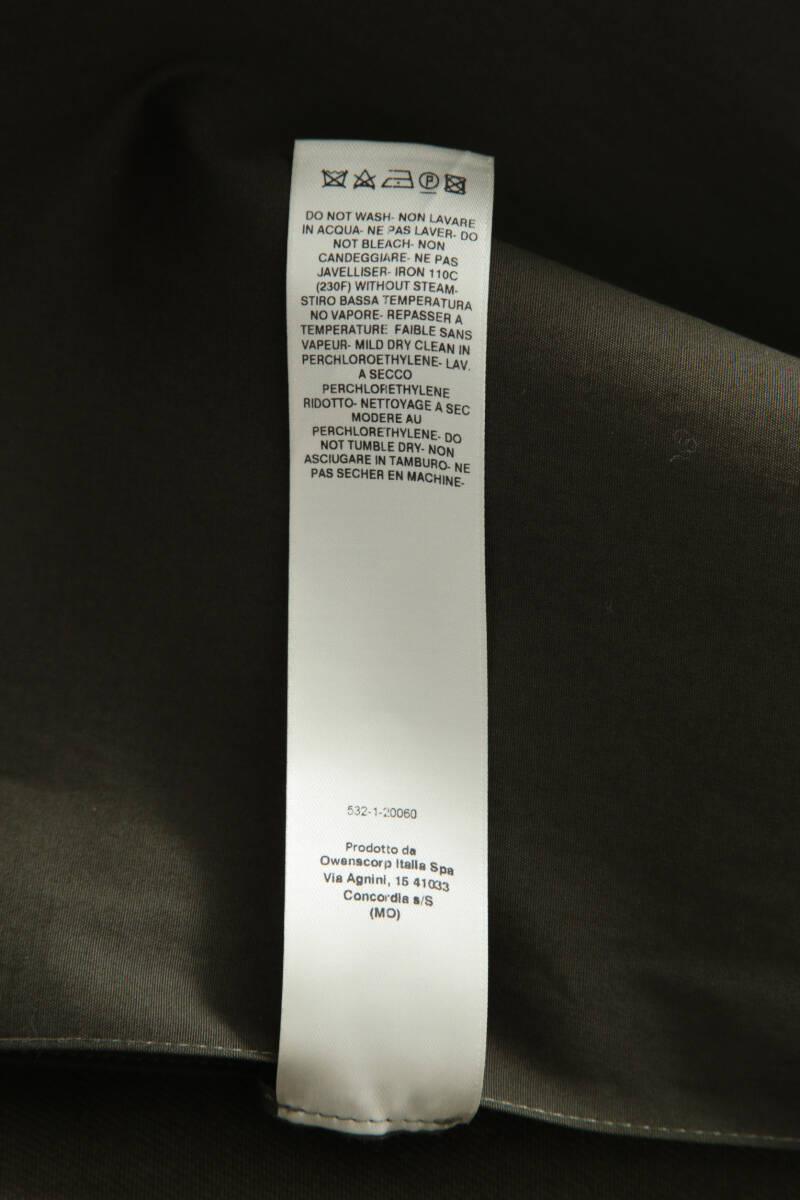 DO NOT WASH- NON LAVARE
IN ACQUA- NE PAS LAVER- DO
NOT BLEACH- NON
CANDEGGIARE- NE PAS
JAVELLISER- IRON 110C
(230F) WITHOUT STEAM-
STIRO BASSA TEMPERATURA
NO VAPORE- REPASSER A
TEMPERATURE FAIBLE SANS
VAPEUR- MILD DRY CLEAN IN
PERCHLOROETHYLENE- LAV.
A SECCO
PERCHLORETHYLENE
RIDOTTO- NETTOYAGE A SEC
MODERE AU
PERCHLORETHYLENE- DO
NOT TUMBLE DRY- NON
ASCIUGARE IN TAMBURO- NE
PAS SECHER EN MACHINE-
532-1-20060
Prodotto da
Owenscorp Italia Spa
Via Agnini, 15 41033
Concordia s/S
(MO)